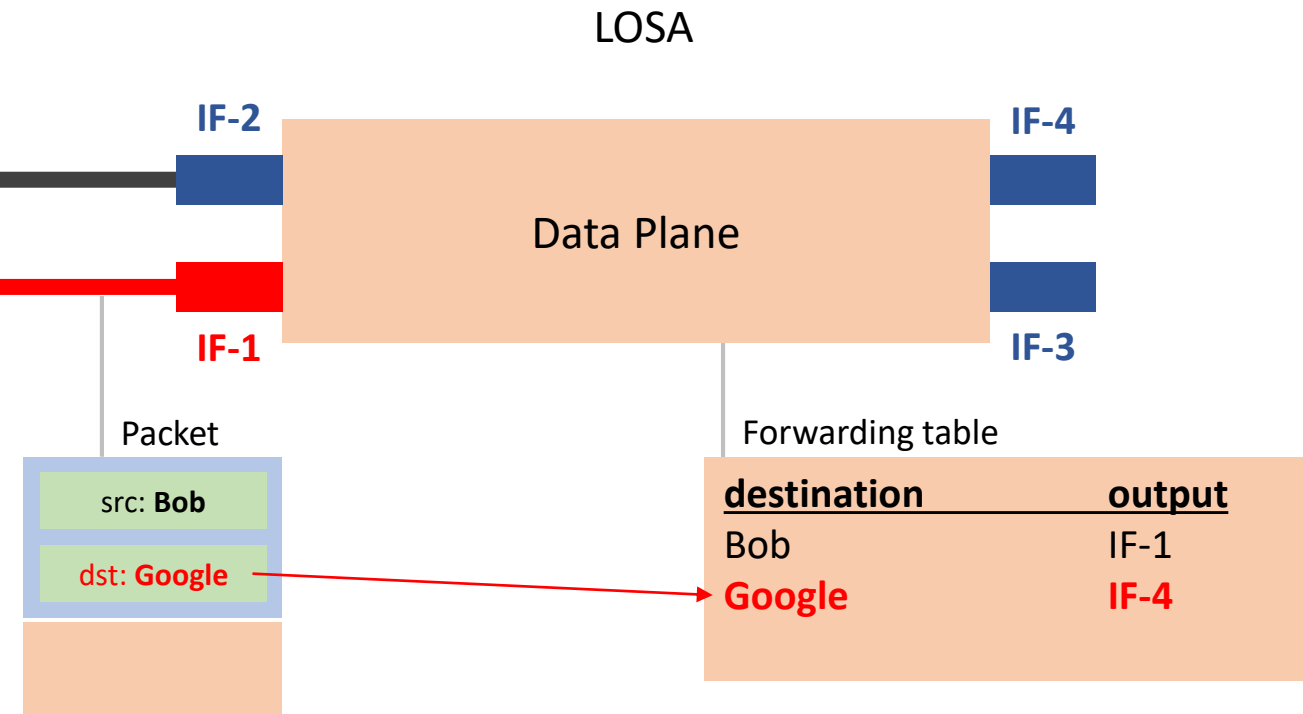 LOSA
IF-2
IF-4
Data Plane
IF-1
IF-3
Packet
Forwarding table
src: Bob
dst: Google
destination output
Bob IF-1
Google IF-4